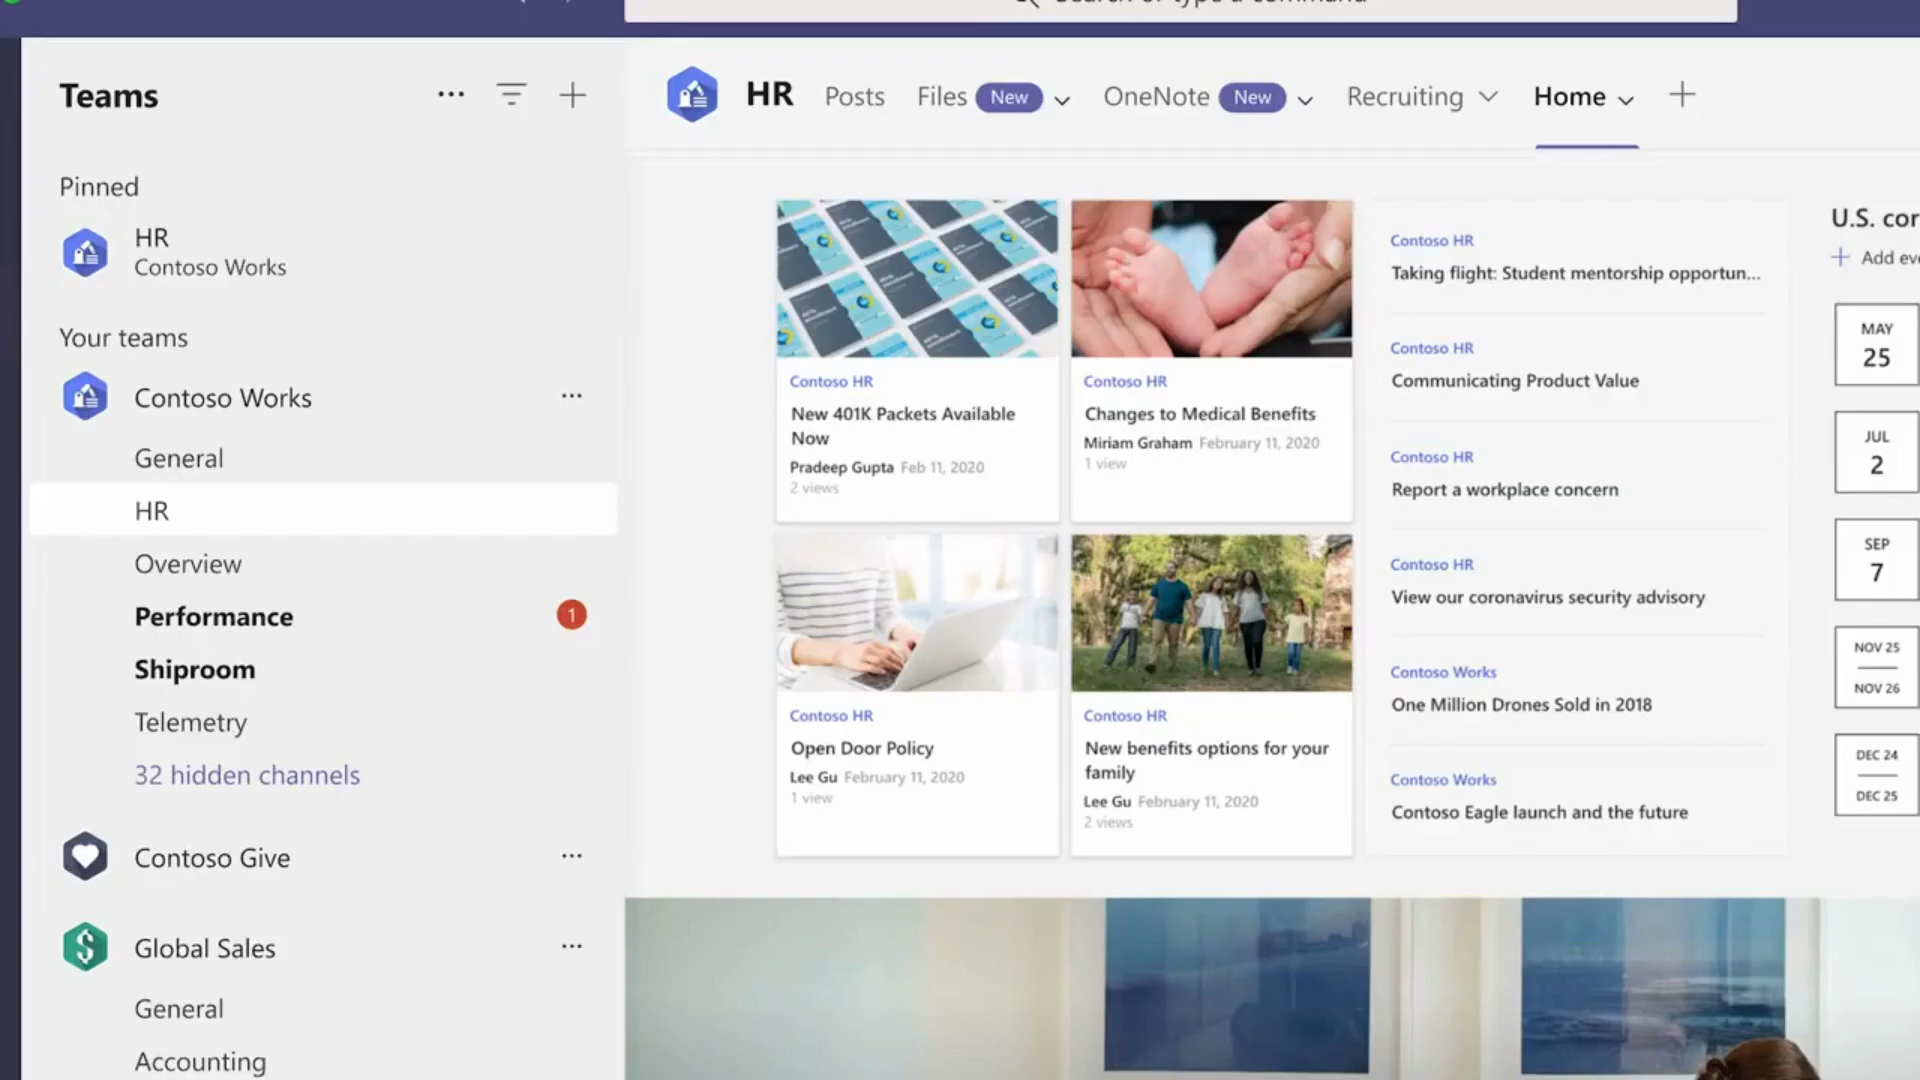 Search or type a command
Teams
HR
Posts
Files New
OneNote New
Recruiting
Home
Pinned
HR
Contoso Works
Your teams
Contoso Works
General
HR
Overview
Performance
1
Shiproom
Telemetry
32 hidden channels
Contoso Give
Global Sales
General
Accounting
Contoso HR
New 401K Packets Available
Now
Pradeep Gupta Feb 11, 2020
2 views
Contoso HR
Changes to Medical Benefits
Miriam Graham February 11, 2020
1 view
Contoso HR
Open Door Policy
Lee Gu February 11, 2020
1 view
Contoso HR
New benefits options for your
family
Lee Gu February 11, 2020
2 views
Contoso HR
Taking flight: Student mentorship opportun...
Contoso HR
Communicating Product Value
Contoso HR
Report a workplace concern
Contoso HR
View our coronavirus security advisory
Contoso Works
One Million Drones Sold in 2018
Contoso Works
Contoso Eagle launch and the future
U.S. cor
Add eve
MAY
25
JUL
2
SEP
7
NOV 25
NOV 26
DEC 24
DEC 25